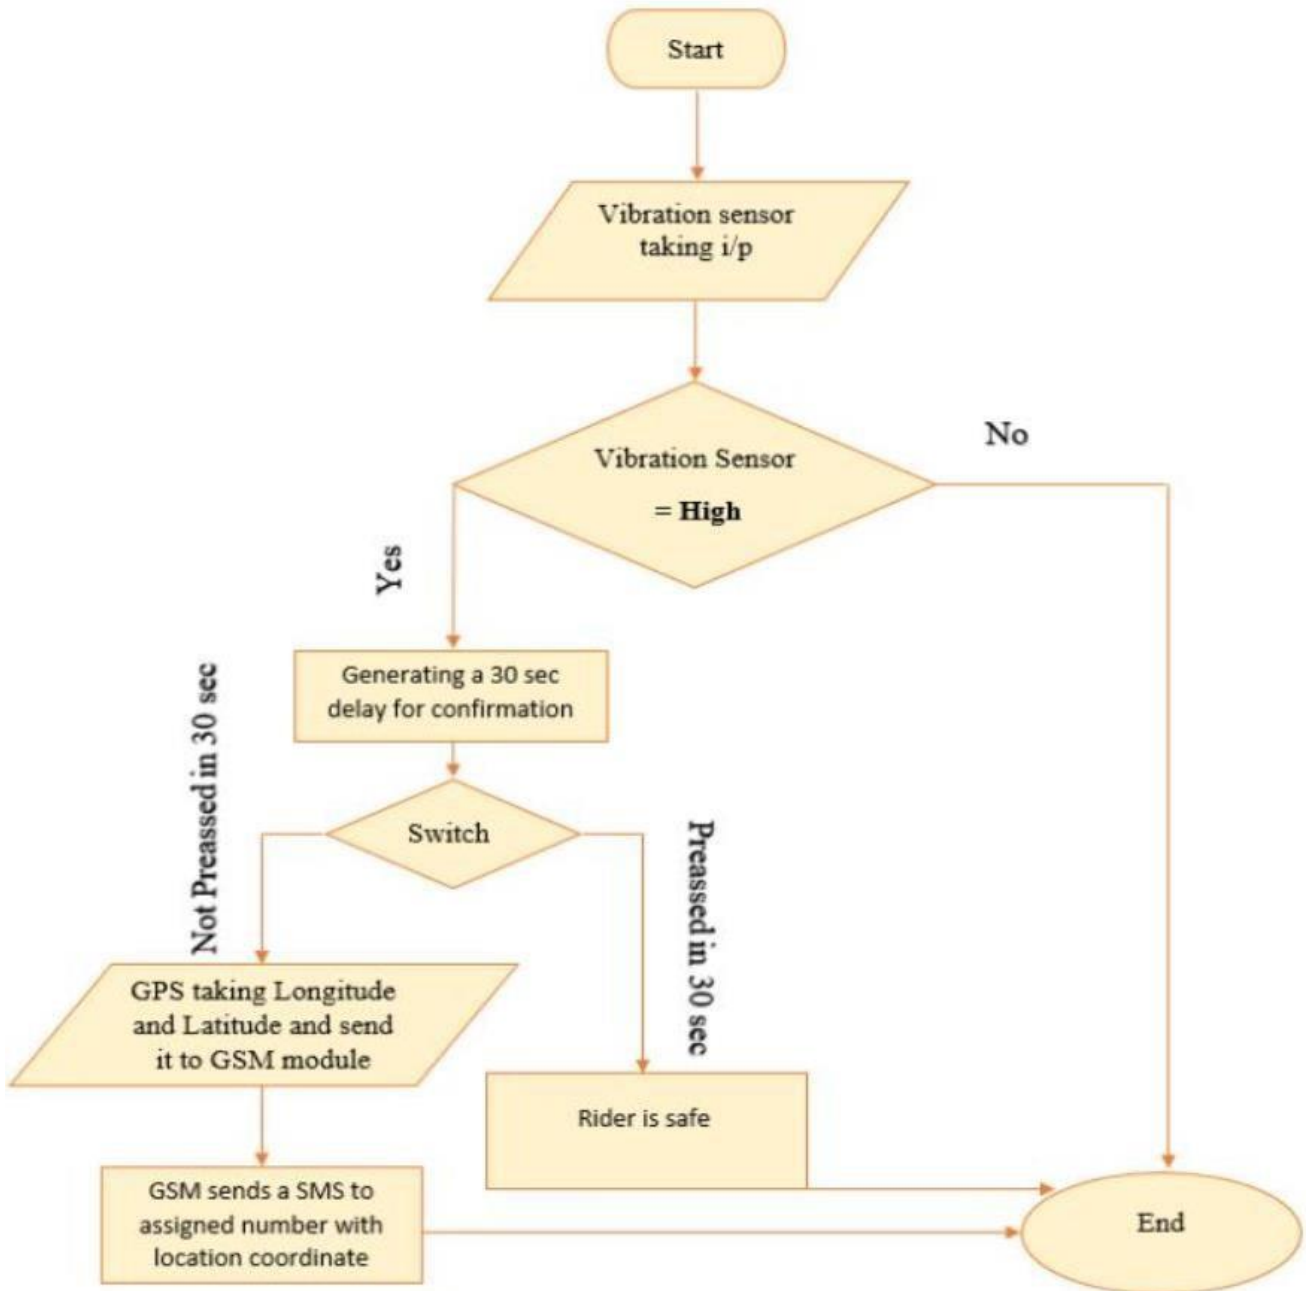 Start
Vibration sensor
taking i/p
Vibration Sensor
= High
No
Yes
Generating a 30 sec
delay for confirmation
Switch
Not Preassed in 30 sec
Preassed in 30 sec
GPS taking Longitude
and Latitude and send
it to GSM module
Rider is safe
GSM sends a SMS to
assigned number with
location coordinate
End